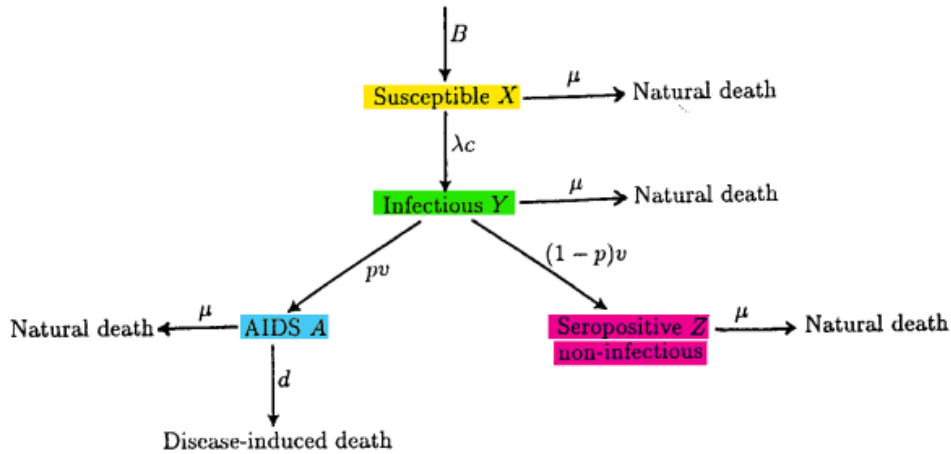 B
Susceptible X
μ
Natural death
λc
Infectious Y
μ
Natural death
pv
(1 − p)v
Natural death
μ
AIDS A
Seropositive Z
non-infectious
μ
Natural death
d
Disease-induced death